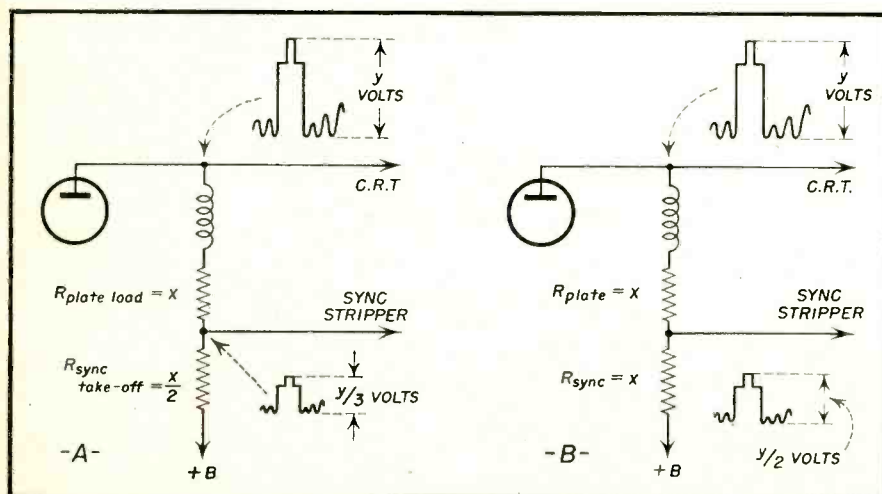 y
VOLTS
C.R.T
R plate load = x
SYNC
STRIPPER
R sync
take-off = x/2
y/3 VOLTS
-A-
+B
y
VOLTS
C.R.T.
R plate = x
SYNC
STRIPPER
R sync = x
-B-
+B
y/2 VOLTS